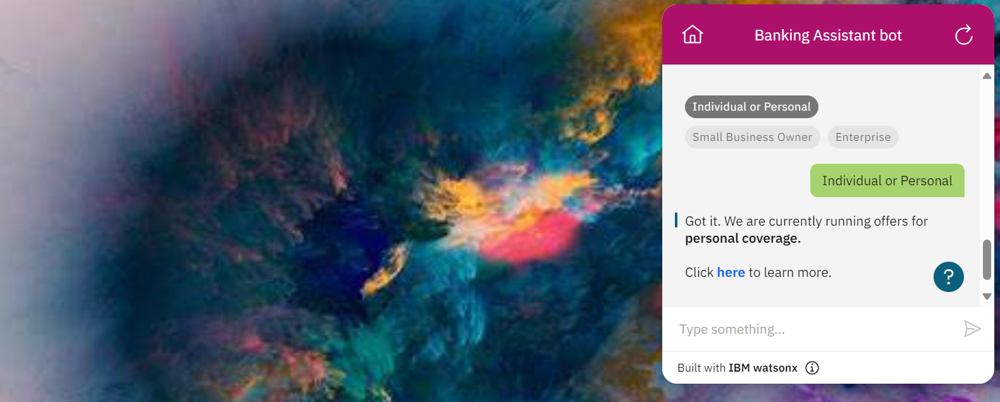 Banking Assistant bot
Individual or Personal
Small Business Owner Enterprise
Individual or Personal
Got it. We are currently running offers for
personal coverage.
Click here to learn more.
?
Type something...
Built with IBM watsonx